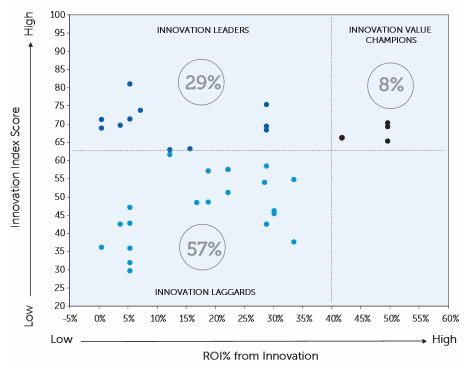 High
100
95
90
85
80
75
70
65
60
55
50
45
40
35
30
25
20
Innovation Index Score
Low
INNOVATION LEADERS
INNOVATION VALUE
CHAMPIONS
29%
8%
57%
INNOVATION LAGGARDS
-5% 0% 5% 10% 15% 20% 25% 30% 35% 40% 45% 50% 55% 60%
Low High
ROI% from Innovation